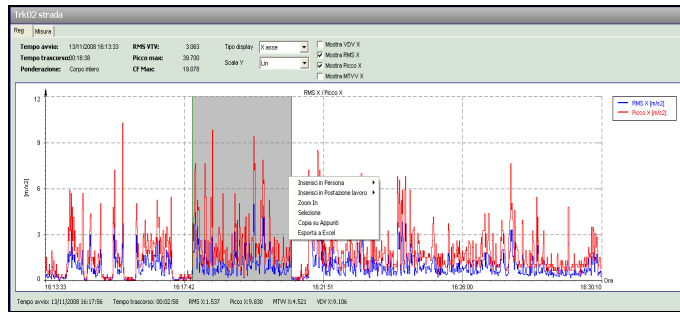 Trk02 strada
Reg Misura
Tempo avvio: 13/11/2008 16:13:33 RMS VTV: 3.063 Tipo display X asse Mostra VDV X
Tempo trascorso: 00:16:38 Picco max: 39.700 Mostra RMS X
Ponderazione: Corpo intero CF Max: 19.078 Scala Y Lin Mostra Picco X
Mostra MTVV X
RMS X / Picco X
12
9
6
3
0
[m/s2]
RMS X [m/s2]
Picco X [m/s2]
Inserisci in Persona
Inserisci in Postazione lavoro
Zoom In
Selezione
Copia su Appunti
Esporta a Excel
16:13:33 16:17:42 16:21:51 16:26:00 16:30:10 Ora
Tempo avvio: 13/11/2008 16:17:56 Tempo trascorso: 00:02:58 RMS X:1.537 Picco X:9.830 MTVV X:4.521 VDV X:9.106